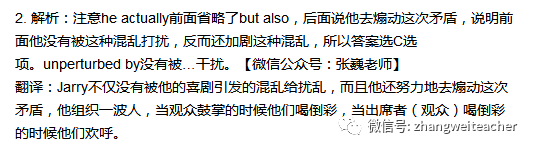 2. 解析：注意he actually前面省略了but also，后面说他去煽动这次矛盾，说明前
面他没有被这种混乱打扰，反而还加剧这种混乱，所以答案选C选
项。unperturbed by没有被…干扰。【微信公众号：张巍老师】
翻译：Jarry不仅没有被他的喜剧引发的混乱给扰乱，而且他还努力地去煽动这次
矛盾，他组织一波人，当观众鼓掌的时候他们喝倒彩，当出席者（观众）喝倒彩
的时候他们欢呼。
微信号: zhangweiteacher